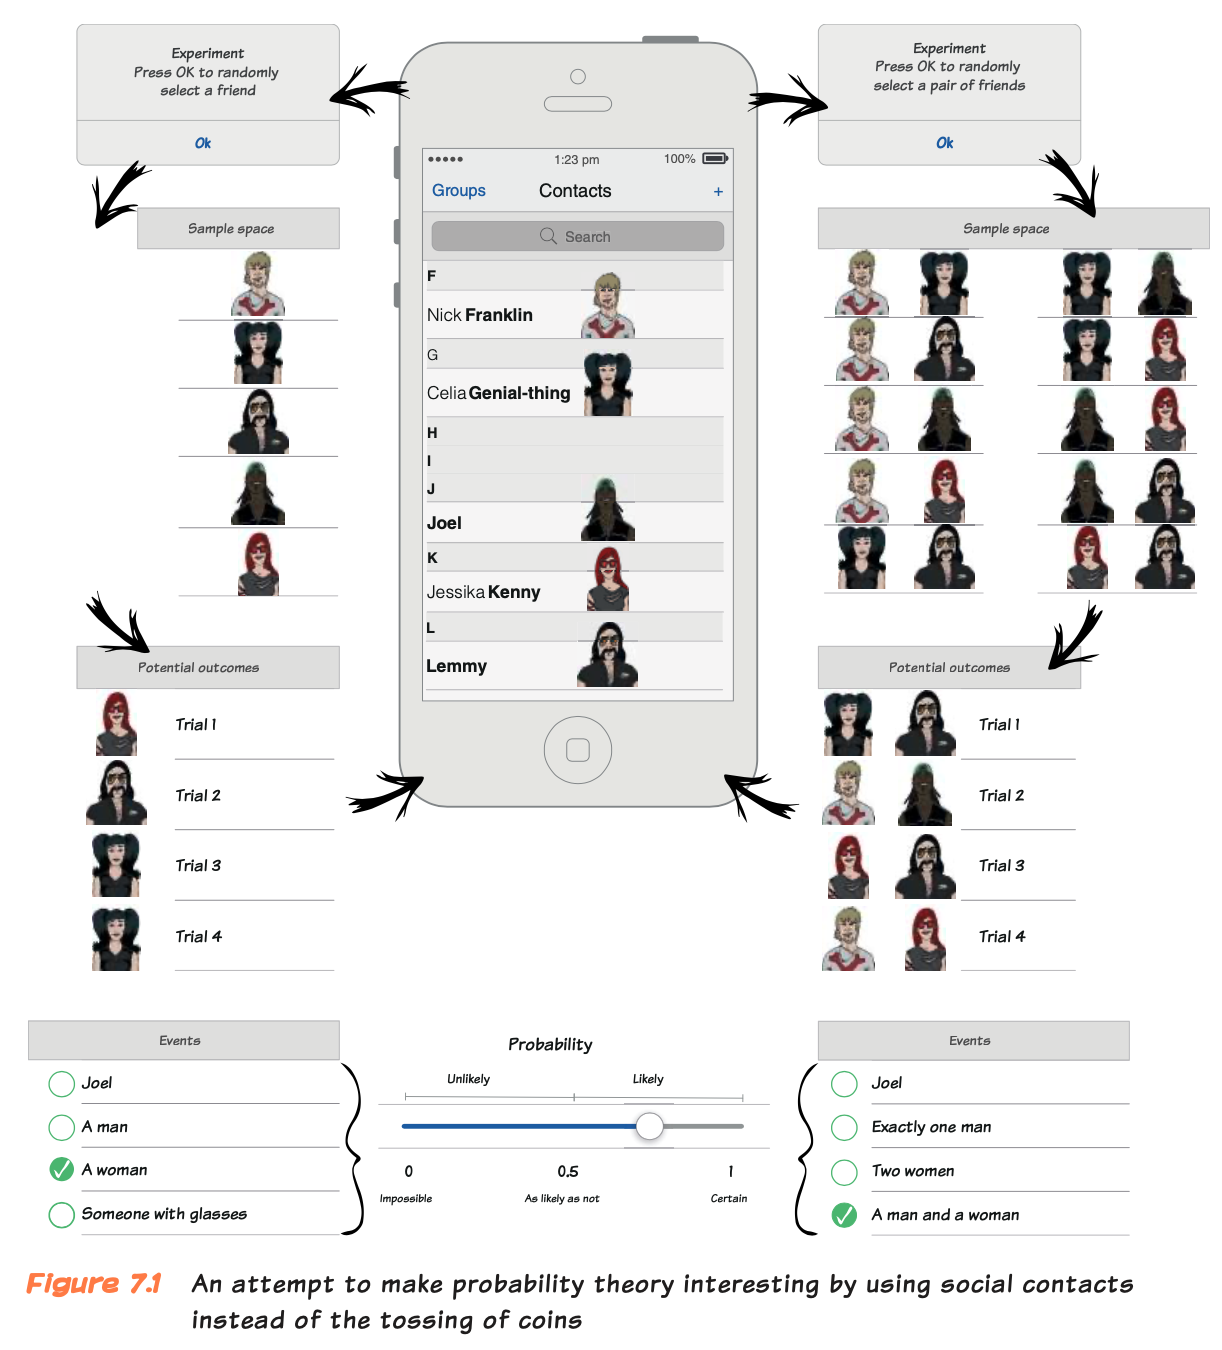 Experiment
Press OK to randomly
select a friend
Ok
Experiment
Press OK to randomly
select a pair of friends
Ok
1:23 pm
100%
Groups
Contacts
+
Search
F
Nick Franklin
G
Celia Genial-thing
H
I
J
Joel
K
Jessika Kenny
L
Lemmy
Sample space
Sample space
Potential outcomes
Trial 1
Trial 2
Trial 3
Trial 4
Potential outcomes
Trial 1
Trial 2
Trial 3
Trial 4
Events
Joel
A man
A woman
Someone with glasses
Probability
Unlikely
Likely
0
0.5
1
Impossible
As likely as not
Certain
Events
Joel
Exactly one man
Two women
A man and a woman
Figure 7.1 An attempt to make probability theory interesting by using social contacts
instead of the tossing of coins